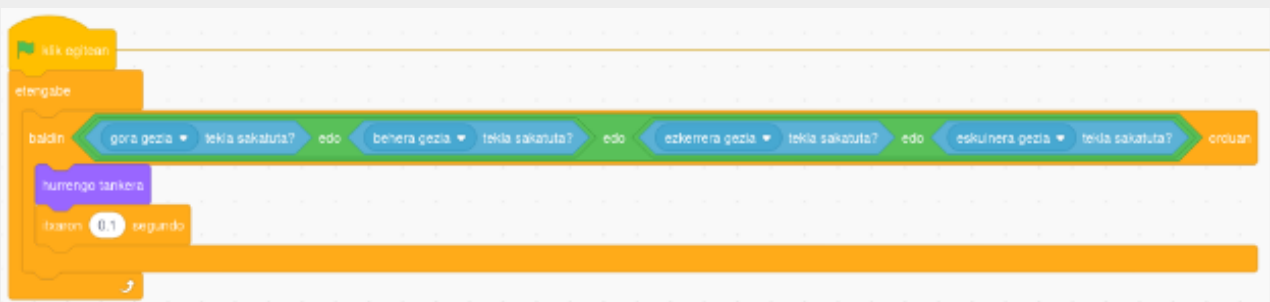 klik egitean
etengabe
baldin gora gezia tekla sakatuta? edo behera gezia tekla sakatuta? edo ezkerrera gezia tekla sakatuta? edo eskuinera gezia tekla sakatuta? orduan
hurrengo tankera
itxaron 0.1 segundo